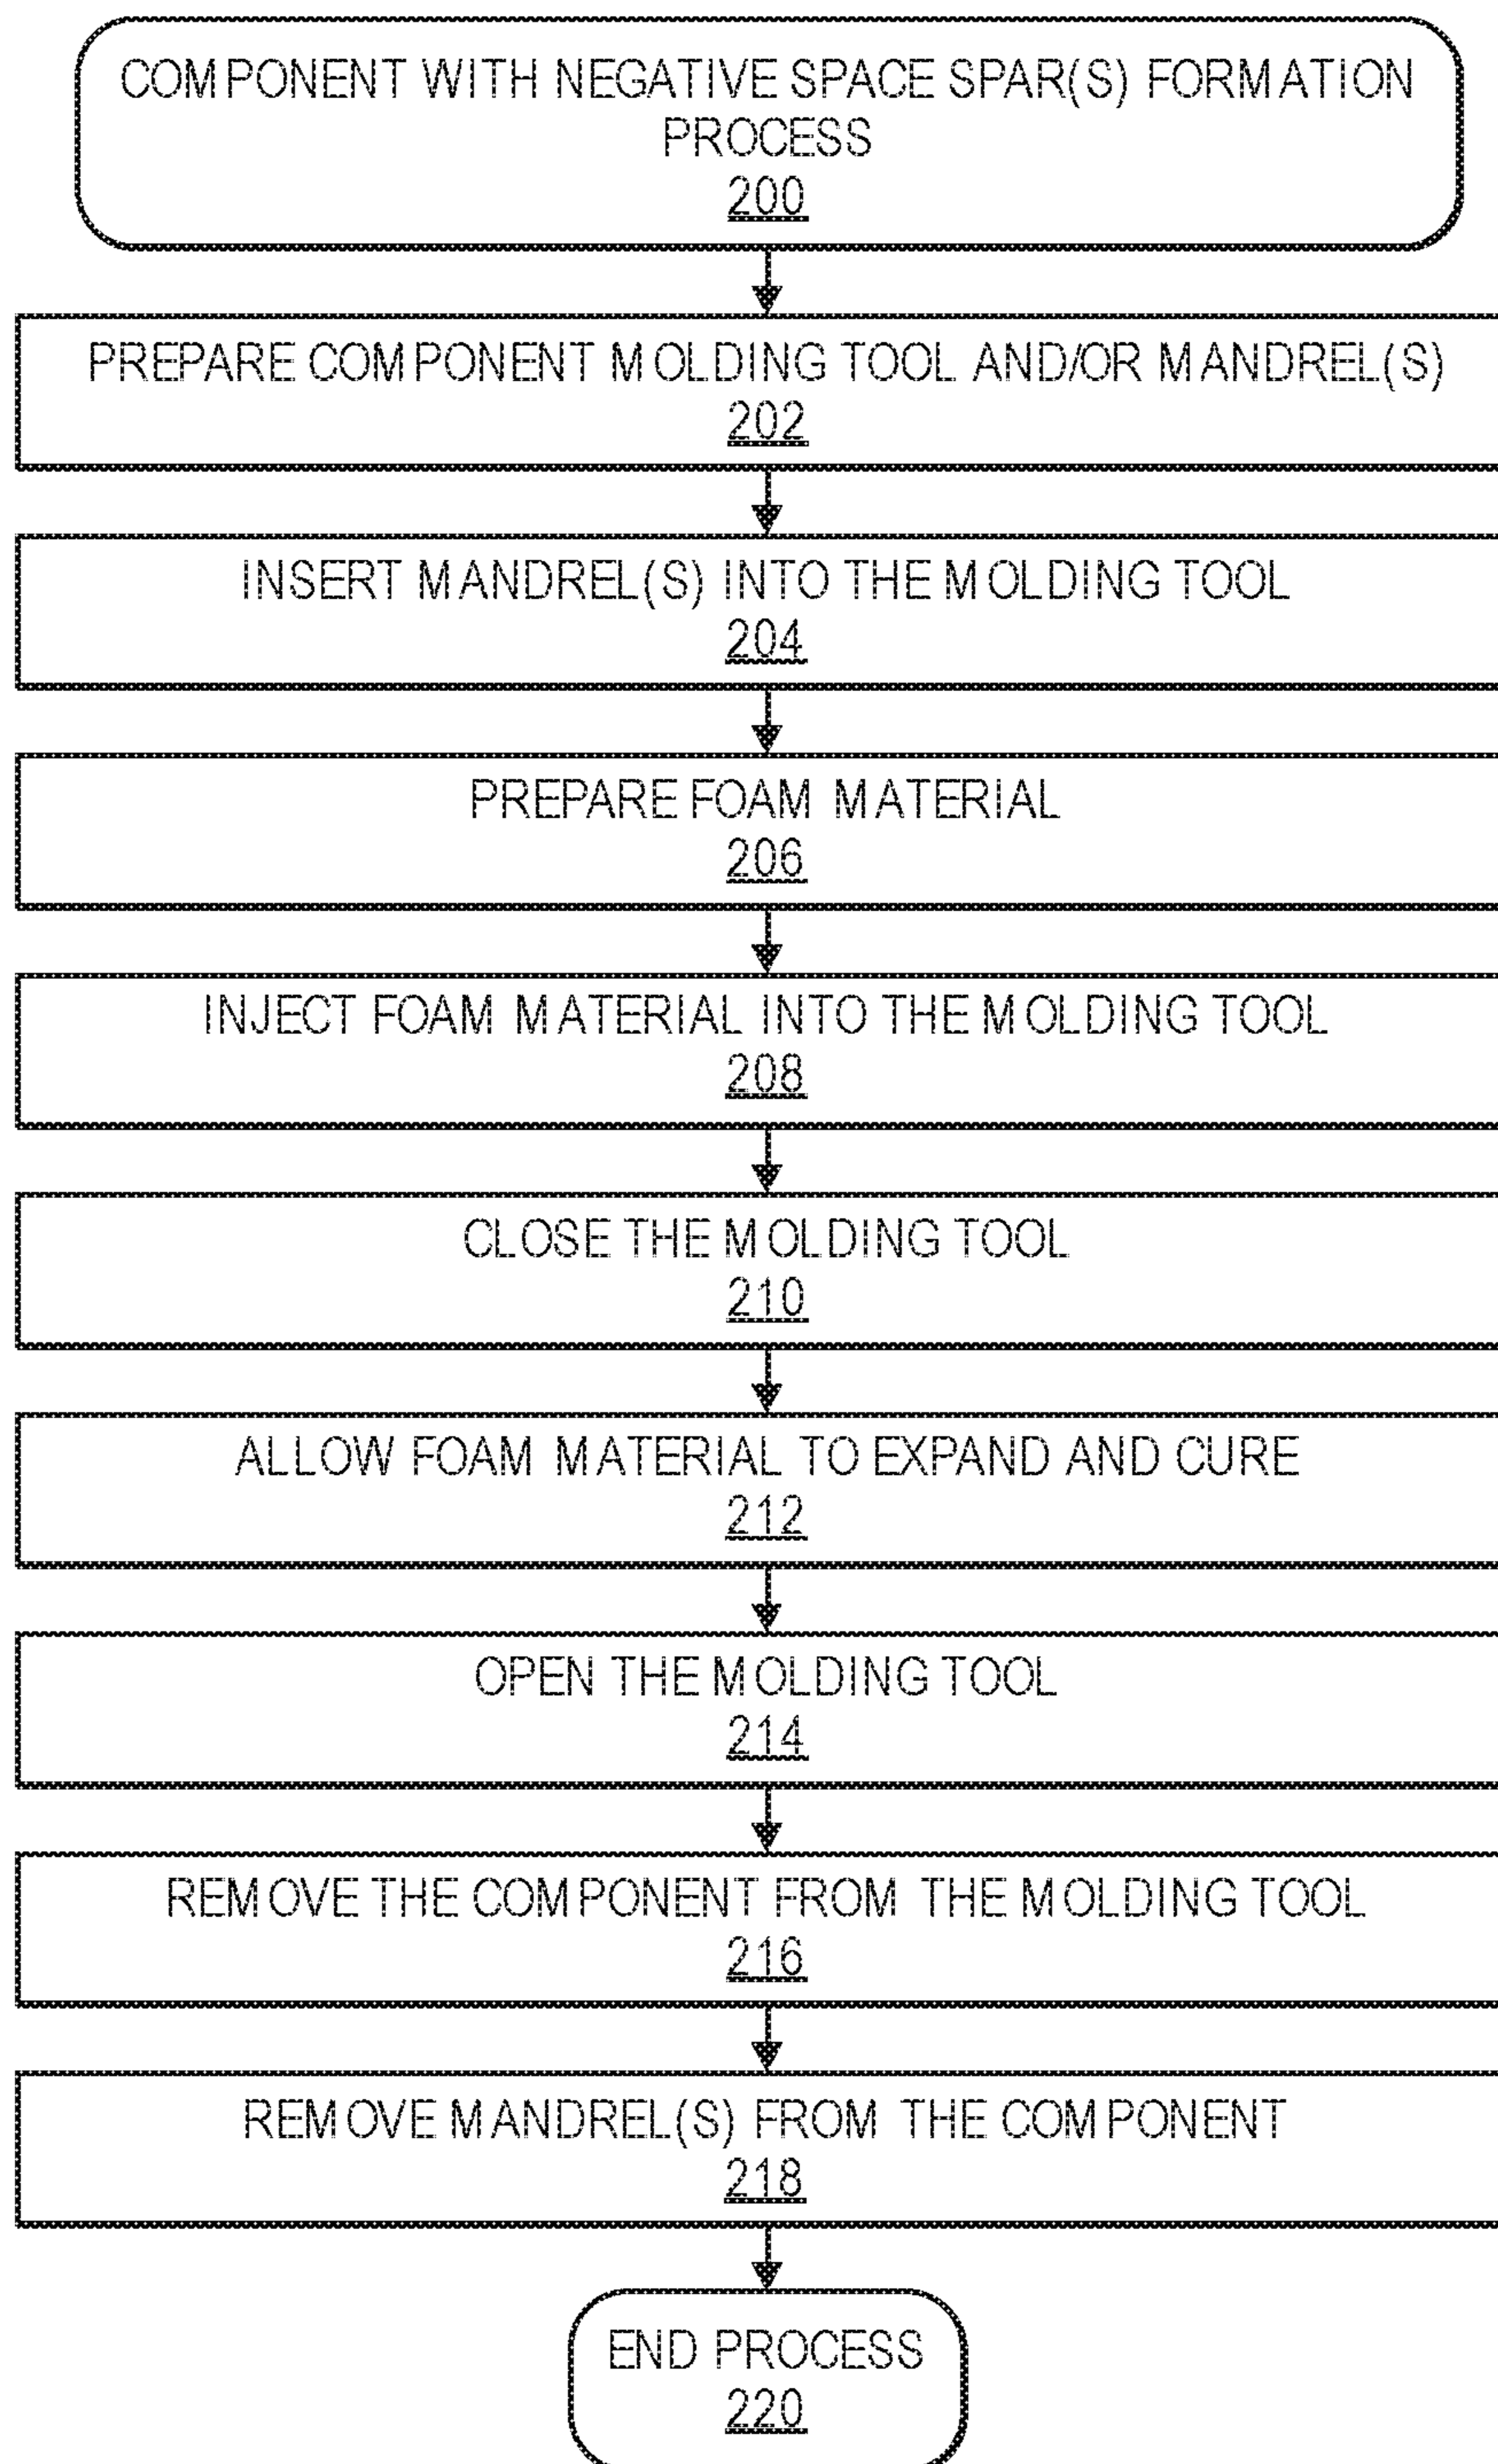 COMPONENT WITH NEGATIVE SPACE SPAR(S) FORMATION
PROCESS
200
PREPARE COMPONENT MOLDING TOOL AND/OR MANDREL(S)
202
INSERT MANDREL(S) INTO THE MOLDING TOOL
204
PREPARE FOAM MATERIAL
206
INJECT FOAM MATERIAL INTO THE MOLDING TOOL
208
CLOSE THE MOLDING TOOL
210
ALLOW FOAM MATERIAL TO EXPAND AND CURE
212
OPEN THE MOLDING TOOL
214
REMOVE THE COMPONENT FROM THE MOLDING TOOL
216
REMOVE MANDREL(S) FROM THE COMPONENT
218
END PROCESS
220